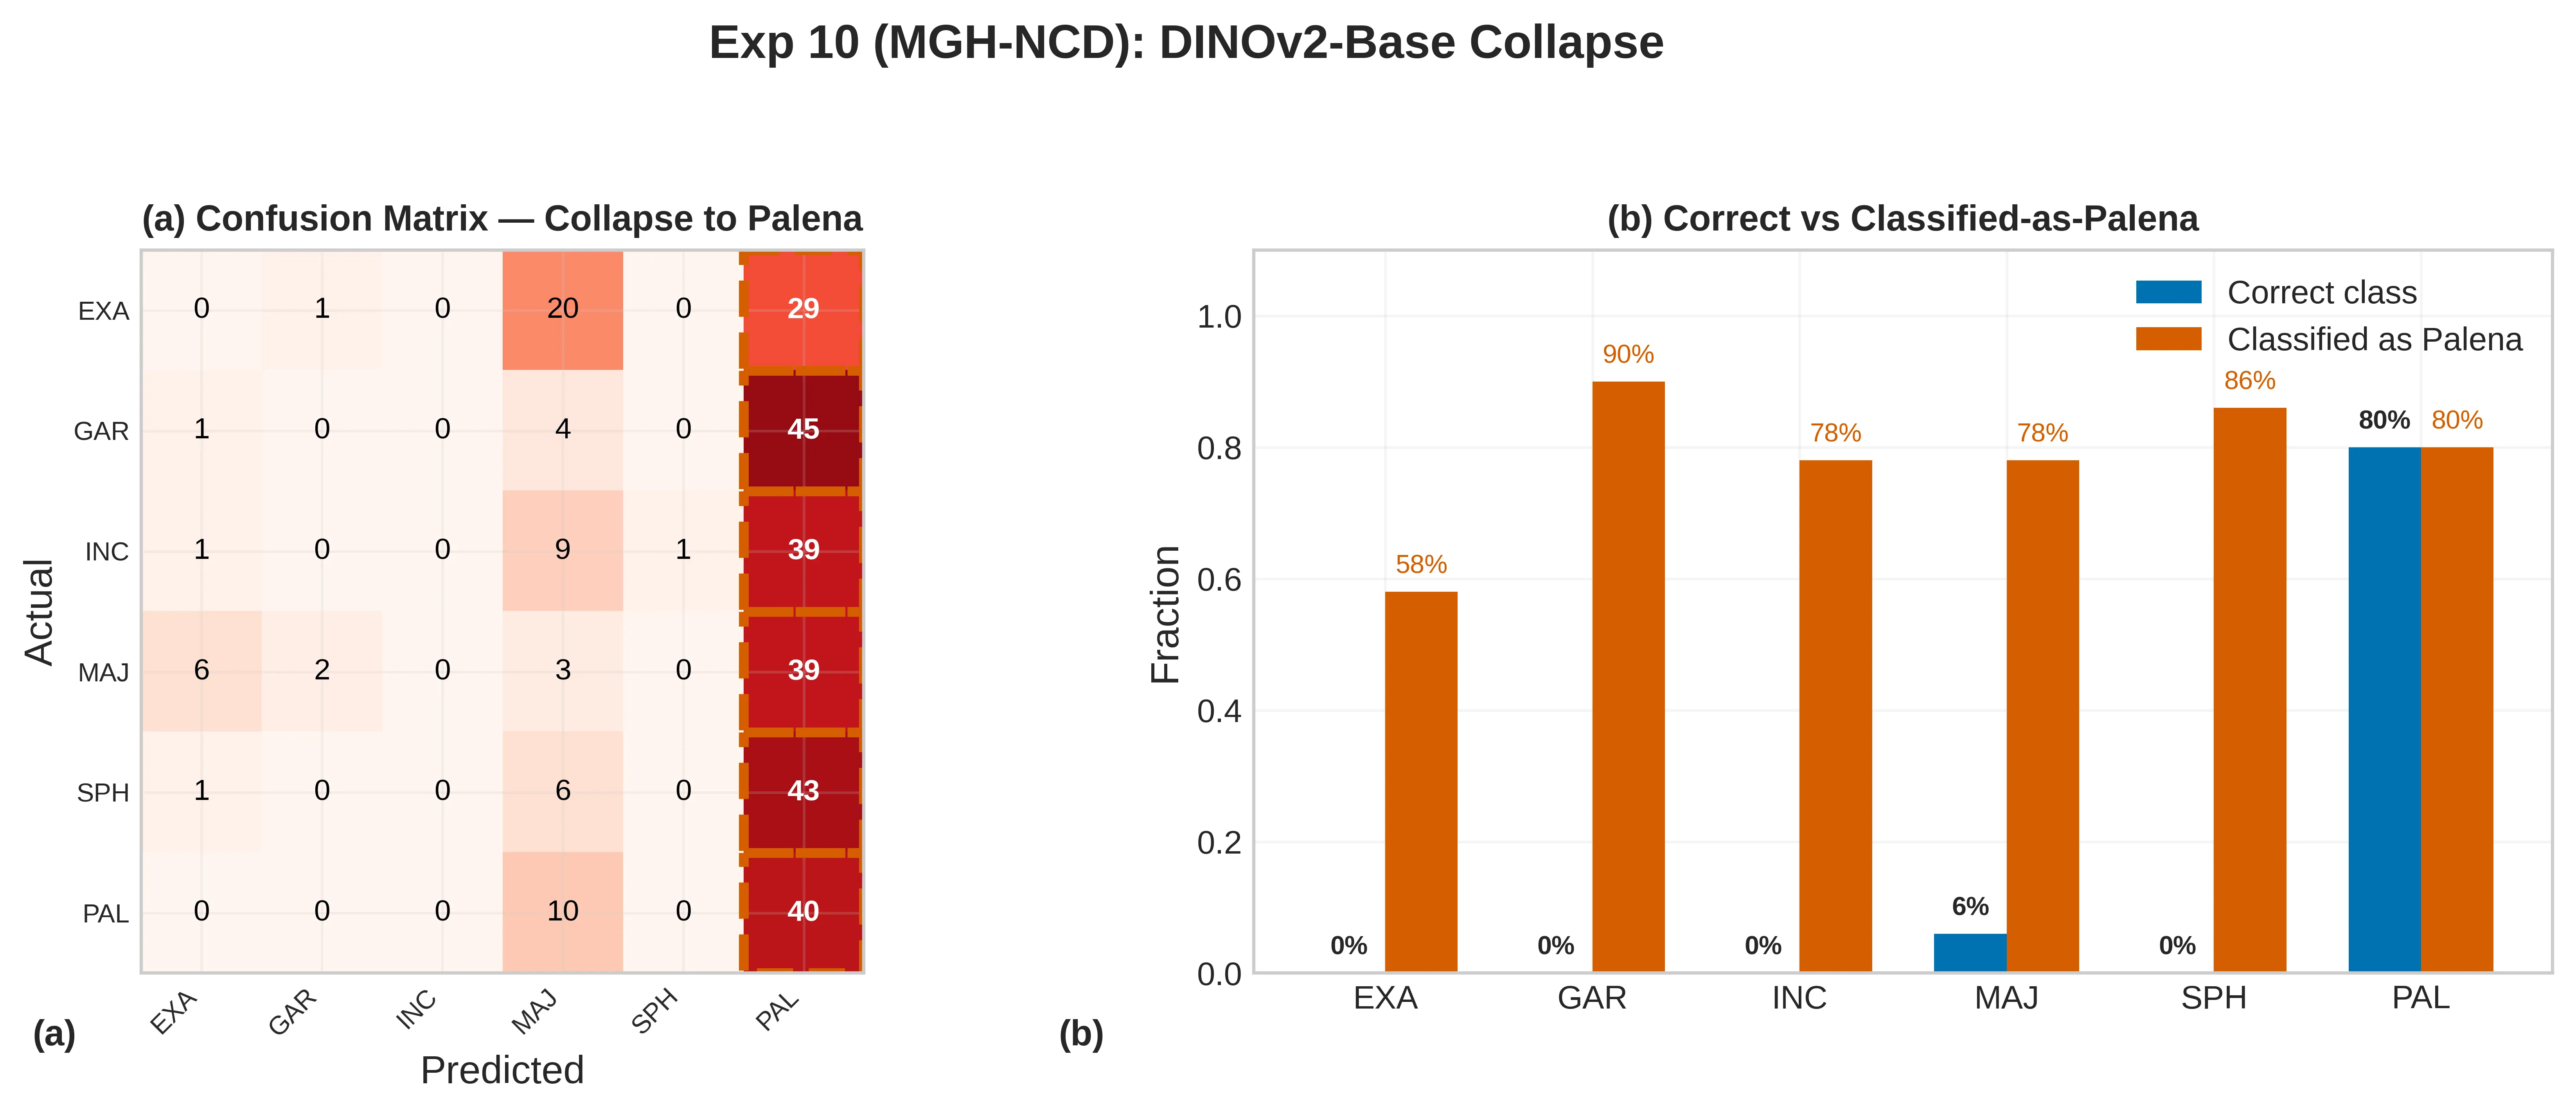 Exp 10 (MGH-NCD): DINOv2-Base Collapse
(a) Confusion Matrix — Collapse to Palena
Actual
EXA 0 1 0 20 0 29
GAR 1 0 0 4 0 45
INC 1 0 0 9 1 39
MAJ 6 2 0 3 0 39
SPH 1 0 0 6 0 43
PAL 0 0 0 10 0 40
EXA GAR INC MAJ SPH PAL
Predicted
(a)
(b) Correct vs Classified-as-Palena
Correct class
Classified as Palena
Fraction
1.0
0.8
0.6
0.4
0.2
0.0
0% 58%
0% 90%
0% 78%
6% 78%
0% 86%
80% 80%
EXA GAR INC MAJ SPH PAL
(b)